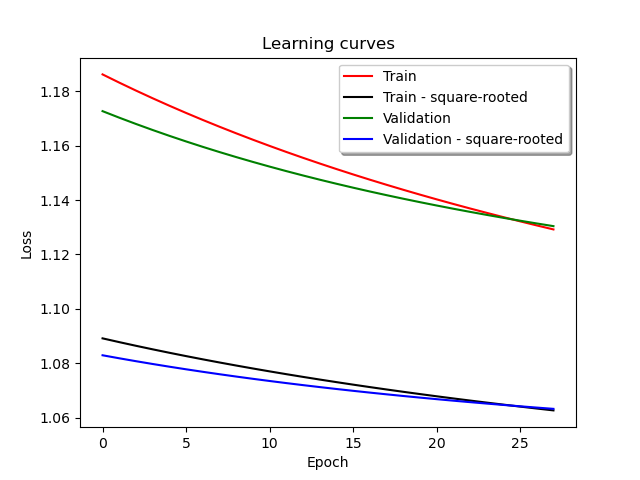 Learning curves
Train
Train - square-rooted
Validation
Validation - square-rooted
1.18
1.16
1.14
1.12
1.10
1.08
1.06
Loss
0 5 10 15 20 25
Epoch